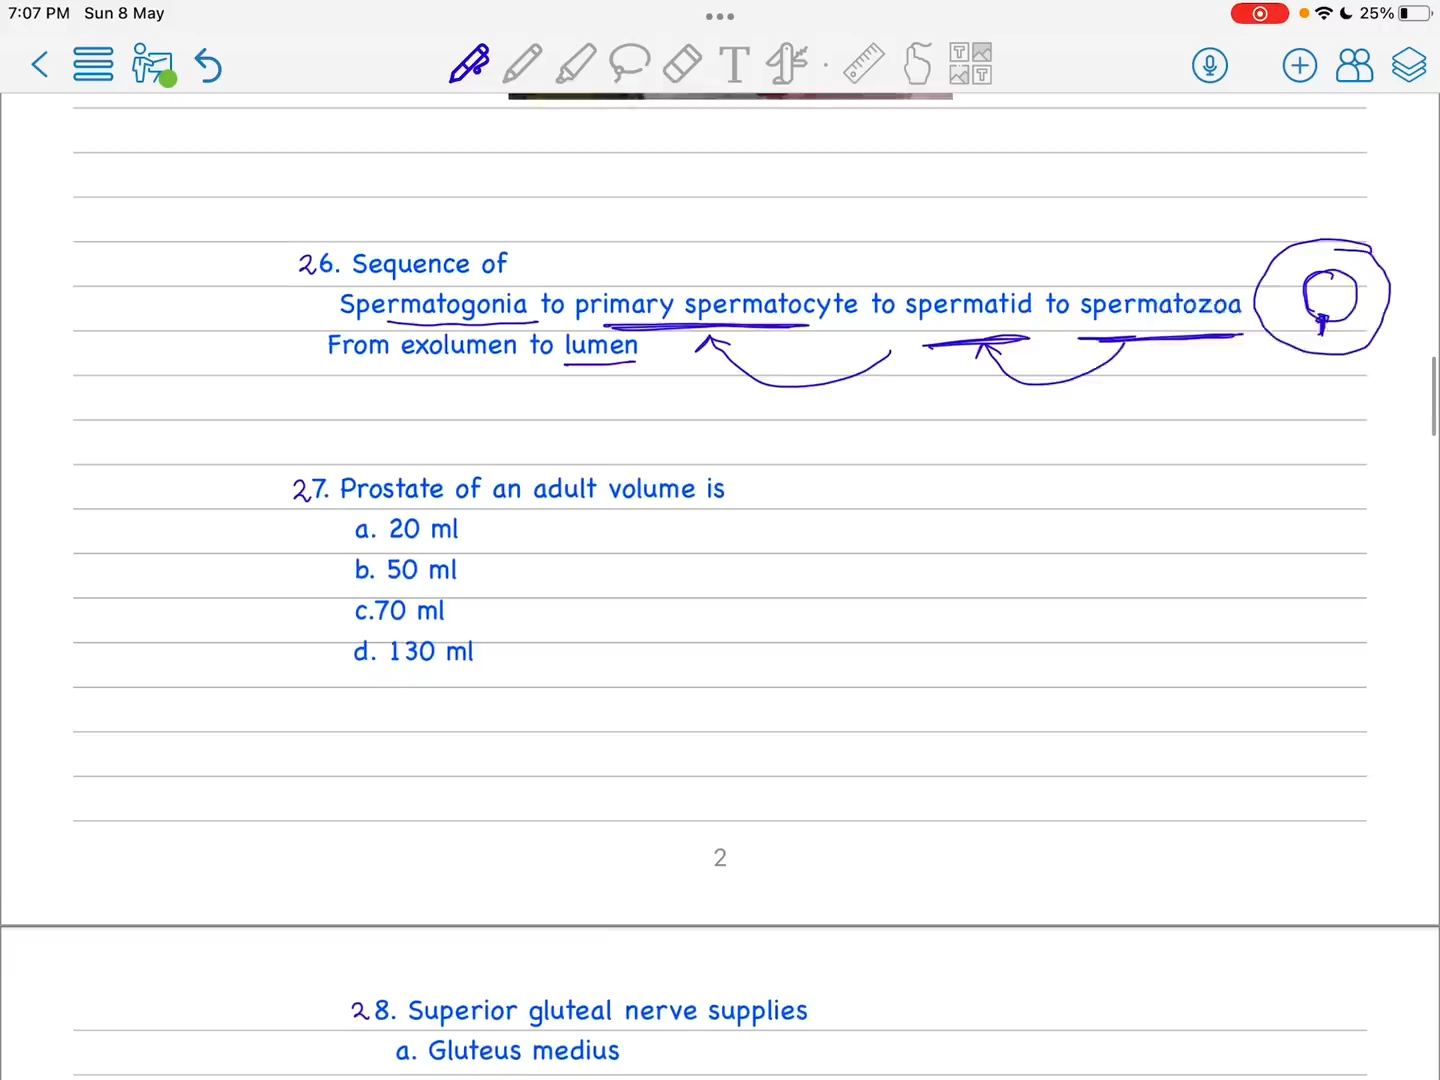 7:07 PM Sun 8 May
25%
26. Sequence of
Spermatogonia to primary spermatocyte to spermatid to spermatozoa
From exolumen to lumen
27. Prostate of an adult volume is
a. 20 ml
b. 50 ml
c.70 ml
d. 130 ml
2
28. Superior gluteal nerve supplies
a. Gluteus medius